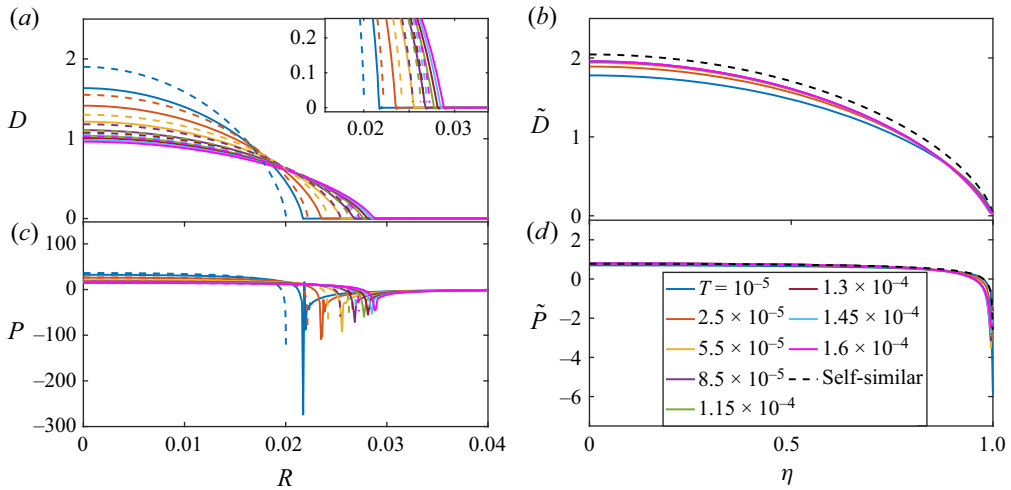 (a)
D
2
1
0
0.2
0.1
0
0.02
0.03
(b)
D̃
2
1
0
(c)
P
100
0
−100
−200
−300
0
0.01
0.02
0.03
0.04
R
(d)
P̃
2
0
−2
−4
−6
0
0.5
1.0
η
T = 10⁻⁵
2.5 × 10⁻⁵
5.5 × 10⁻⁵
8.5 × 10⁻⁵
1.15 × 10⁻⁴
1.3 × 10⁻⁴
1.45 × 10⁻⁴
1.6 × 10⁻⁴
Self-similar